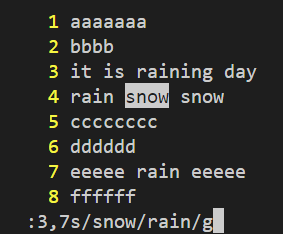 1 aaaaaaa
2 bbbb
3 it is raining day
4 rain snow snow
5 cccccccc
6 dddddd
7 eeeee rain eeeee
8 ffffff
:3,7s/snow/rain/g